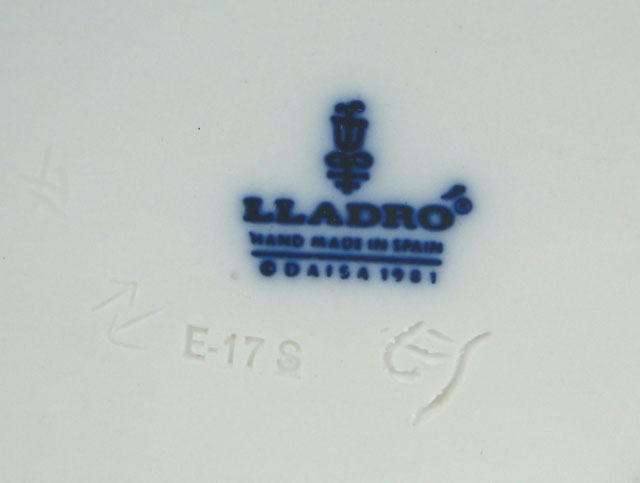 LLADRÓ®
HAND MADE IN SPAIN
© DAISA 1981
E-17 S